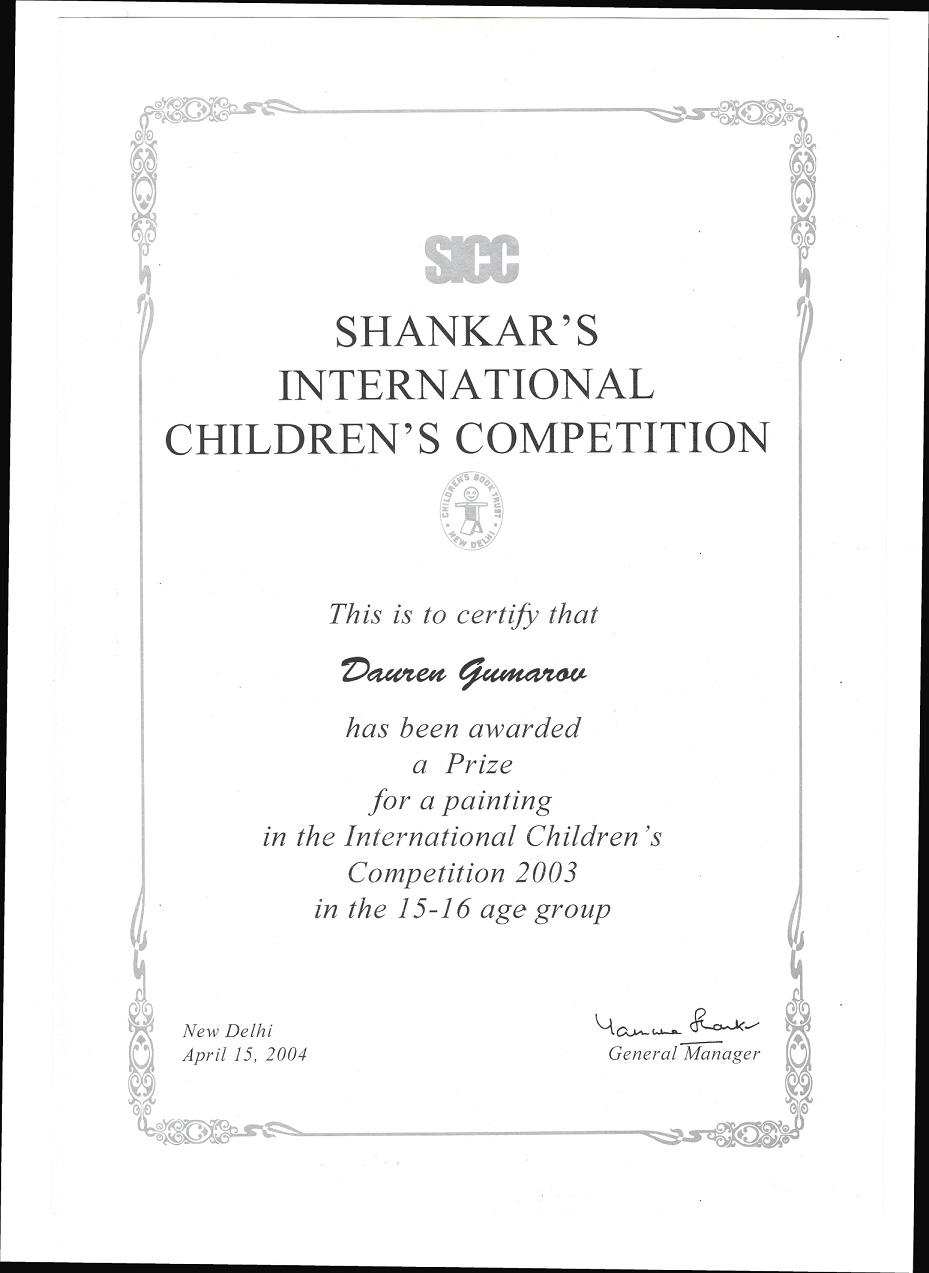 SICC
SHANKAR'S
INTERNATIONAL
CHILDREN'S COMPETITION
CHILDREN'S BOOK TRUST
• NEW DELHI •
This is to certify that
Dauren Gumarov
has been awarded
a Prize
for a painting
in the International Children's
Competition 2003
in the 15-16 age group
New Delhi
April 15, 2004
General Manager